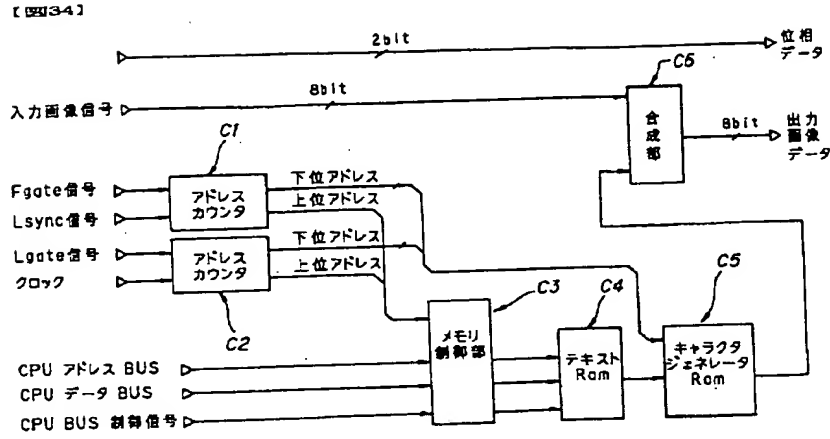 【図34】
2bit
位相
データ
C6
入力画像信号
8bit
合
成
部
8bit
出力
画像
データ
C1
Fgate信号
Lsync信号
アドレス
カウンタ
下位アドレス
上位アドレス
Lgate信号
クロック
アドレス
カウンタ
下位アドレス
上位アドレス
C2
C3
C4
C5
メモリ
制御部
テキスト
Ram
キャラクタ
ジェネレータ
Ram
CPU アドレス BUS
CPU データ BUS
CPU BUS 制御信号